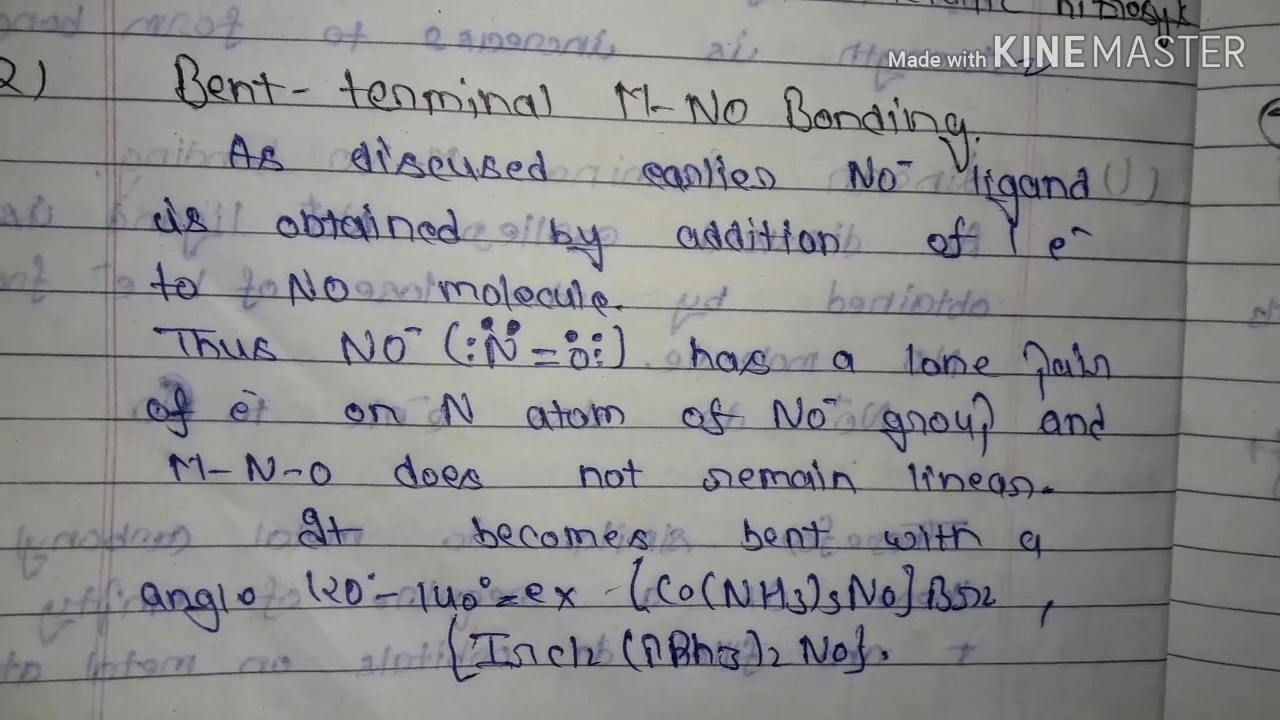 Made with KINEMASTER
2) Bent-terminal M-NO Bonding.
As discused earlier NO⁻ ligand
is obtained by addition of 1 e⁻
to NO molecule.
Thus NO⁻ (:N̈=Ö:) has a lone pair
of e⁻ on N atom of NO⁻ group and
M-N-O does not remain linear.
It becomes bent with a
angle 120°-140° = ex - [Co(NH3)5NO]Br2,
[IrCl2(PPh3)2NO].